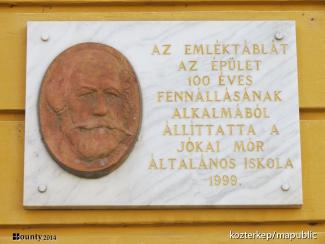 AZ EMLÉKTÁBLÁT
AZ ÉPÜLET
100 ÉVES
FENNÁLLÁSÁNAK
ALKALMÁBÓL
ÁLLÍTTATTA A
JÓKAI MÓR
ÁLTALÁNOS ISKOLA
1999.
Bounty 2014
kozterkep/mapublic